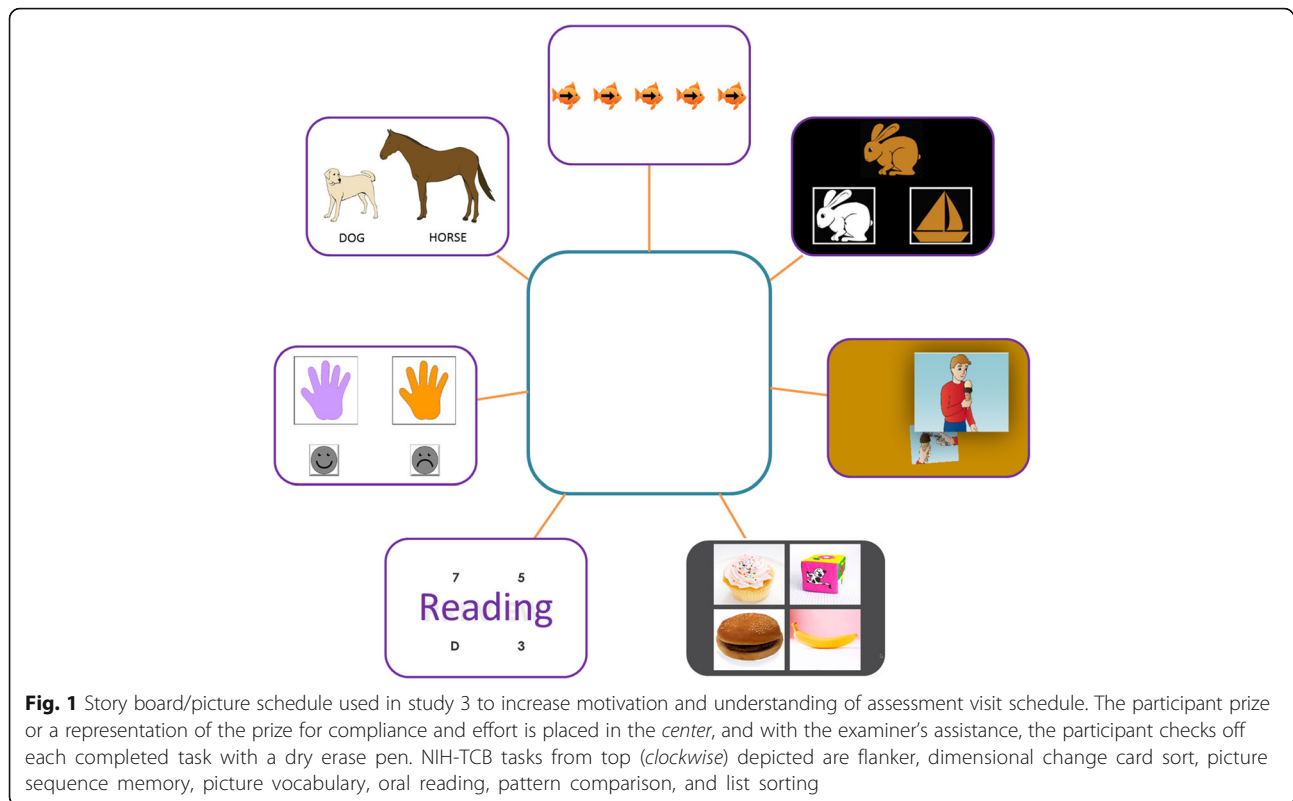 DOG HORSE
7 5
Reading
D 3
Fig. 1 Story board/picture schedule used in study 3 to increase motivation and understanding of assessment visit schedule. The participant prize
or a representation of the prize for compliance and effort is placed in the center, and with the examiner's assistance, the participant checks off
each completed task with a dry erase pen. NIH-TCB tasks from top (clockwise) depicted are flanker, dimensional change card sort, picture
sequence memory, picture vocabulary, oral reading, pattern comparison, and list sorting